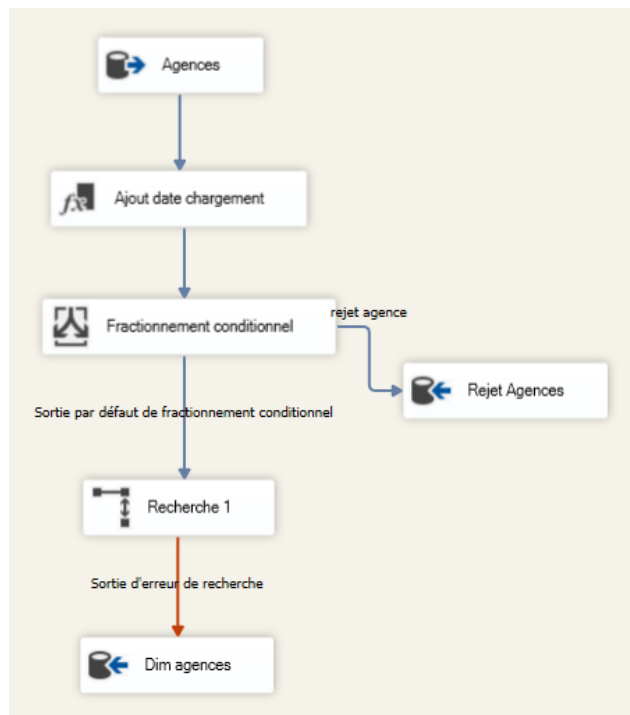 Agences
Ajout date chargement
rejet agence
Fractionnement conditionnel
Rejet Agences
Sortie par défaut de fractionnement conditionnel
Recherche 1
Sortie d'erreur de recherche
Dim agences